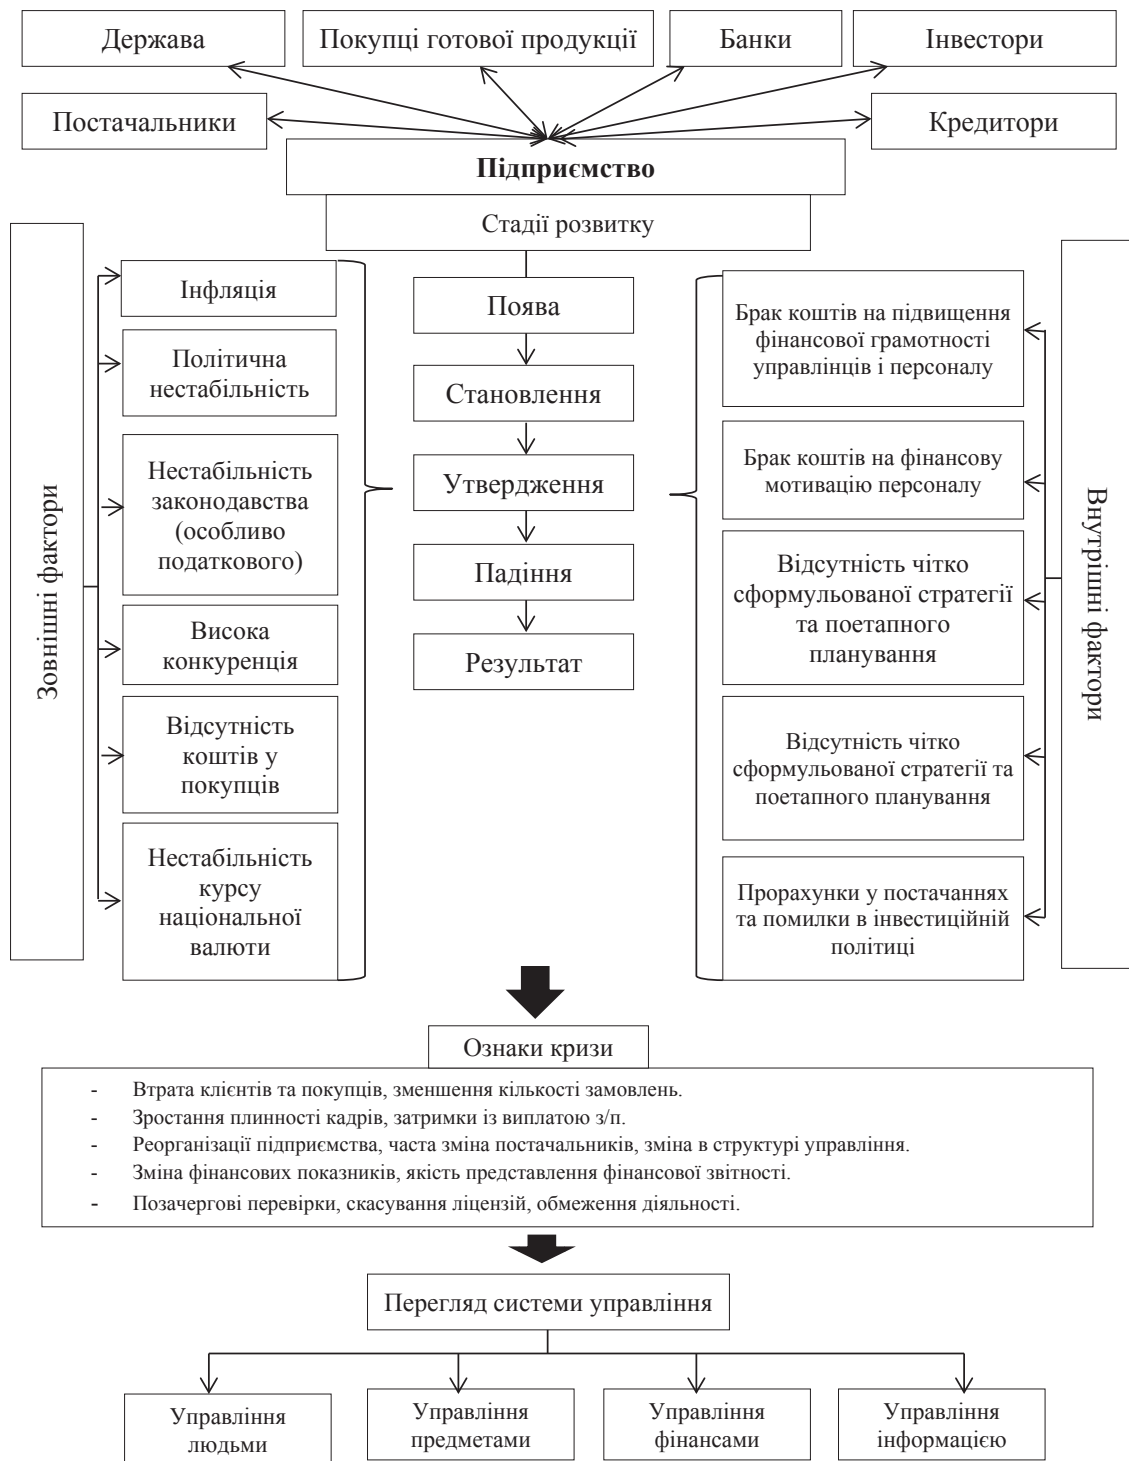 Держава
Покупці готової продукції
Банки
Інвестори
Постачальники
Кредитори
Підприємство
Стадії розвитку
Зовнішні фактори
Інфляція
Політична
нестабільність
Нестабільність
законодавства
(особливо
податкового)
Висока
конкуренція
Відсутність
коштів у
покупців
Нестабільність
курсу
національної
валюти
Поява
Становлення
Утвердження
Падіння
Результат
Брак коштів на підвищення
фінансової грамотності
управлінців і персоналу
Брак коштів на фінансову
мотивацію персоналу
Відсутність чітко
сформульованої стратегії
та поетапного
планування
Відсутність чітко
сформульованої стратегії та
поетапного планування
Прорахунки у постачаннях
та помилки в інвестиційній
політиці
Внутрішні фактори
Ознаки кризи
- Втрата клієнтів та покупців, зменшення кількості замовлень.
- Зростання плинності кадрів, затримки із виплатою з/п.
- Реорганізації підприємства, часта зміна постачальників, зміна в структурі управління.
- Зміна фінансових показників, якість представлення фінансової звітності.
- Позачергові перевірки, скасування ліцензій, обмеження діяльності.
Перегляд системи управління
Управління
людьми
Управління
предметами
Управління
фінансами
Управління
інформацією